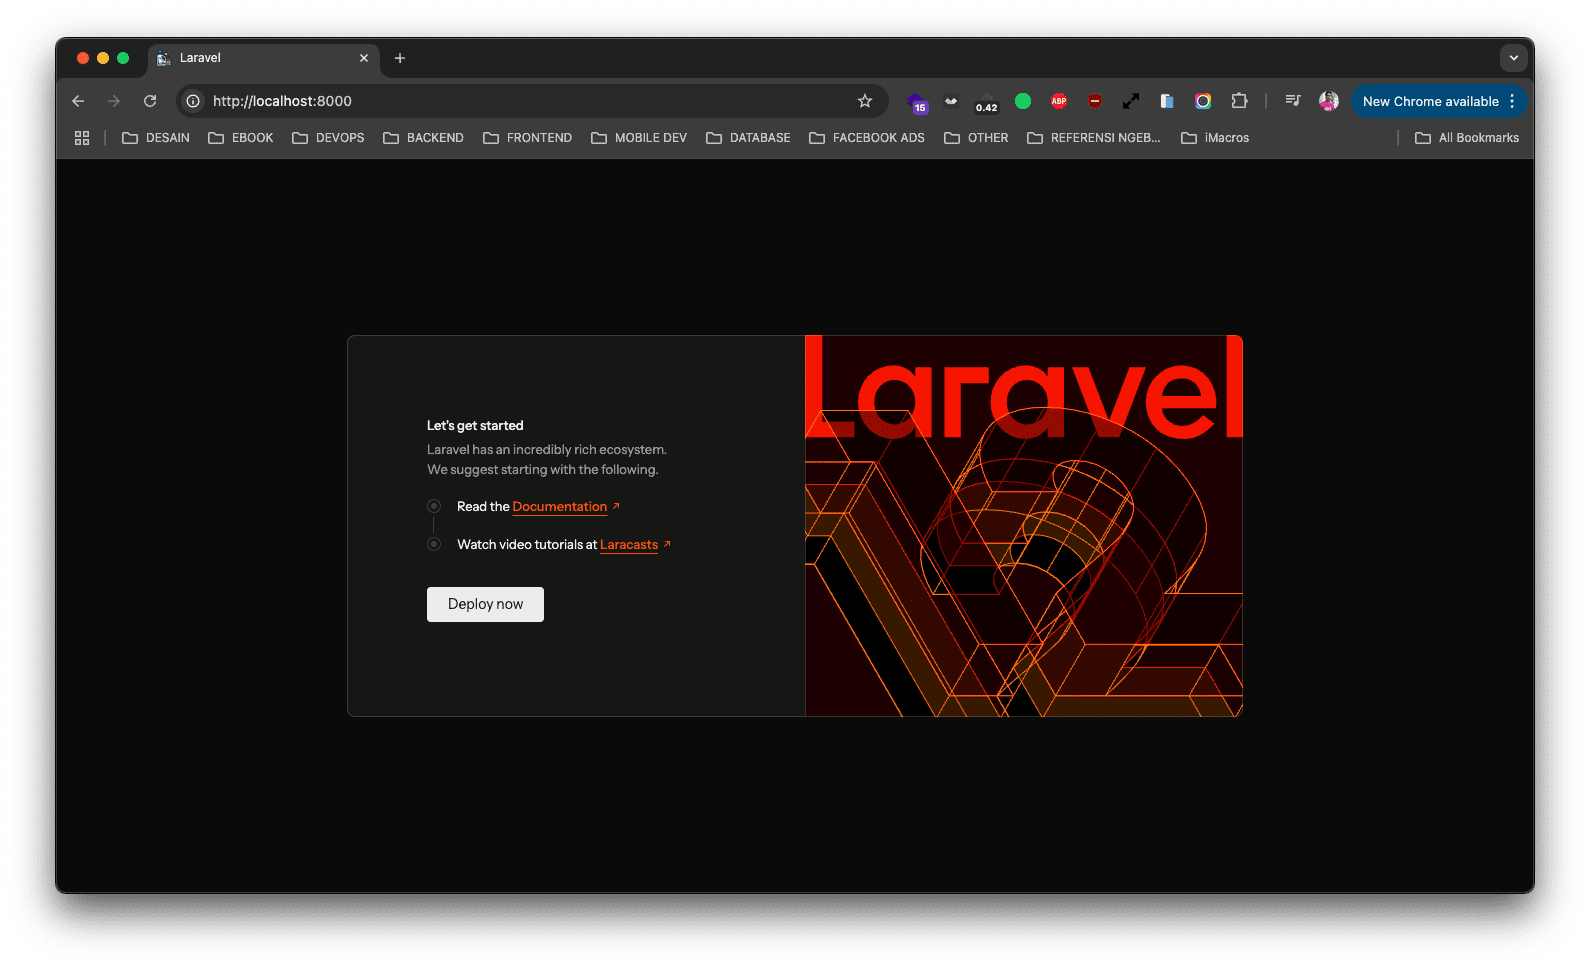 Laravel
http://localhost:8000
15
0.42
ABP
New Chrome available
DESAIN
EBOOK
DEVOPS
BACKEND
FRONTEND
MOBILE DEV
DATABASE
FACEBOOK ADS
OTHER
REFERENSI NGEB...
iMacros
All Bookmarks
Let's get started
Laravel has an incredibly rich ecosystem.
We suggest starting with the following.
Read the Documentation
Watch video tutorials at Laracasts
Deploy now
Laravel